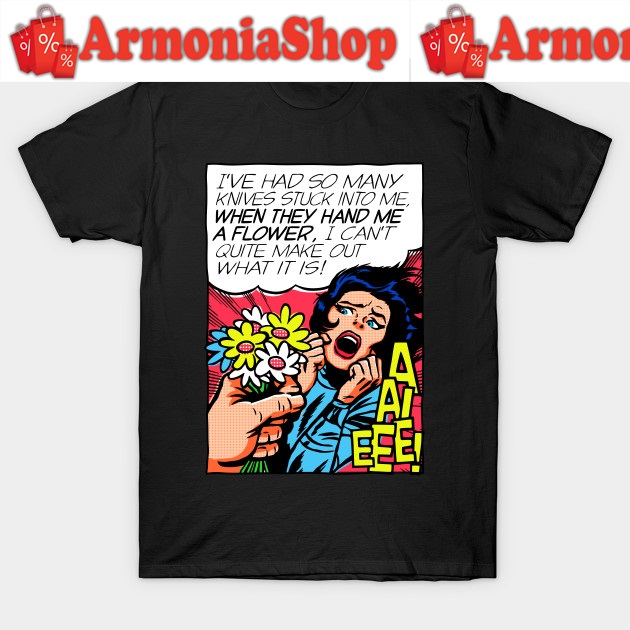 % % % ArmoniaShop
% % % Armon
I'VE HAD SO MANY
KNIVES STUCK INTO ME,
WHEN THEY HAND ME
A FLOWER, I CAN'T
QUITE MAKE OUT
WHAT IT IS!
A
AI
EEEE!